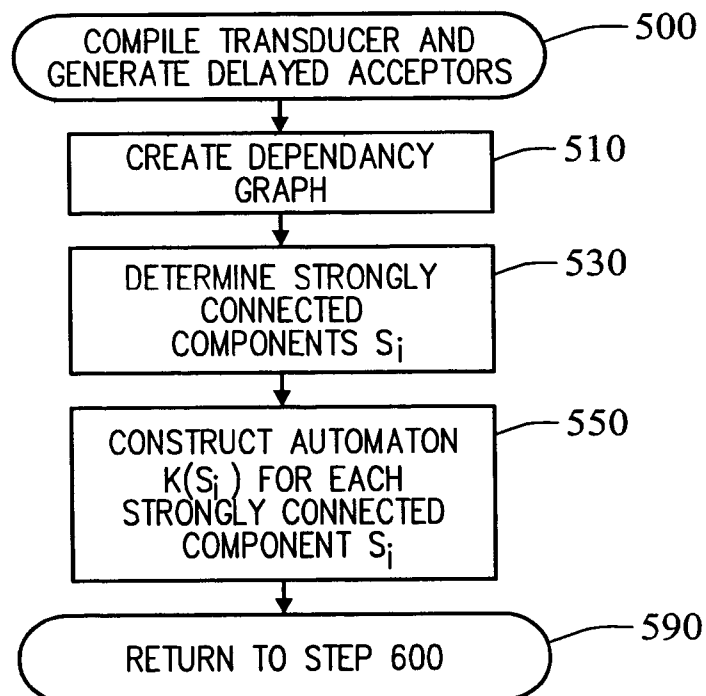 COMPILE TRANSDUCER AND
GENERATE DELAYED ACCEPTORS
500
CREATE DEPENDANCY
GRAPH
510
DETERMINE STRONGLY
CONNECTED
COMPONENTS Si
530
CONSTRUCT AUTOMATON
K(Si) FOR EACH
STRONGLY CONNECTED
COMPONENT Si
550
RETURN TO STEP 600
590